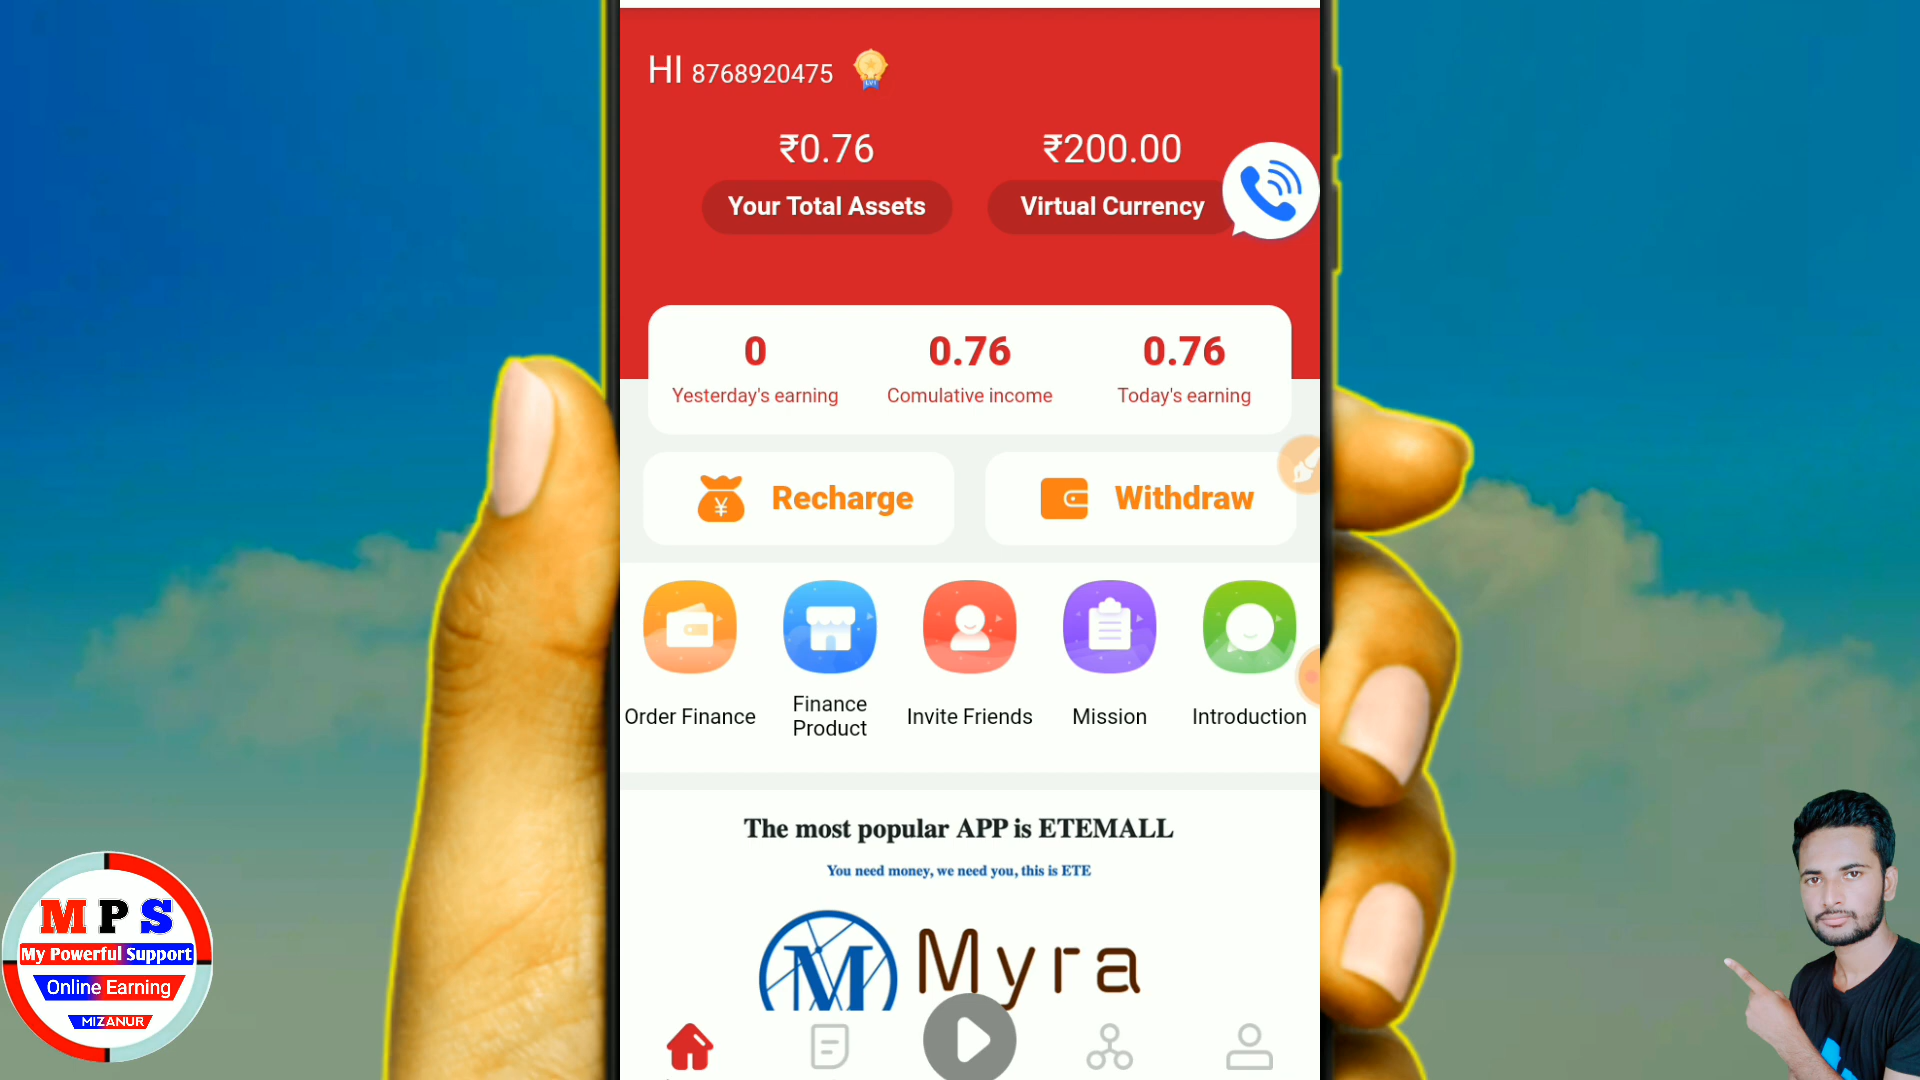 HI 8768920475
₹0.76
₹200.00
Your Total Assets
Virtual Currency
0
0.76
0.76
Yesterday's earning
Comulative income
Today's earning
¥
Recharge
Withdraw
Order Finance
Finance
Product
Invite Friends
Mission
Introduction
The most popular APP is ETEMALL
You need money, we need you, this is ETE
M
Myra
M P S
My Powerful Support
Online Earning
MIZANUR